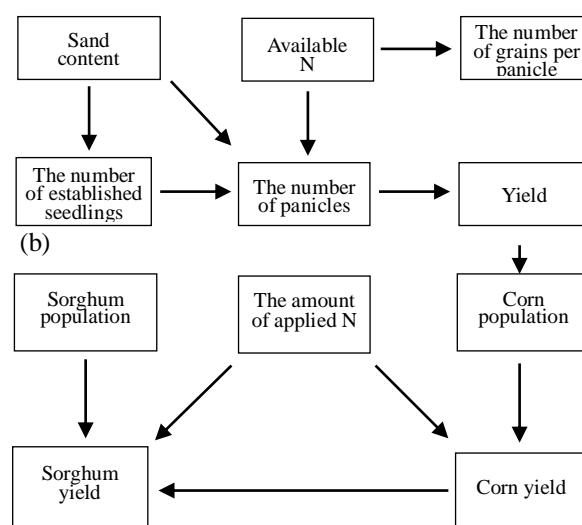 Sand
content
Available
N
The number
of grains per
panicle
The number
of established
seedlings
The number
of panicles
Yield
(b)
Sorghum
population
The amount
of applied N
Corn
population
Sorghum
yield
Corn yield